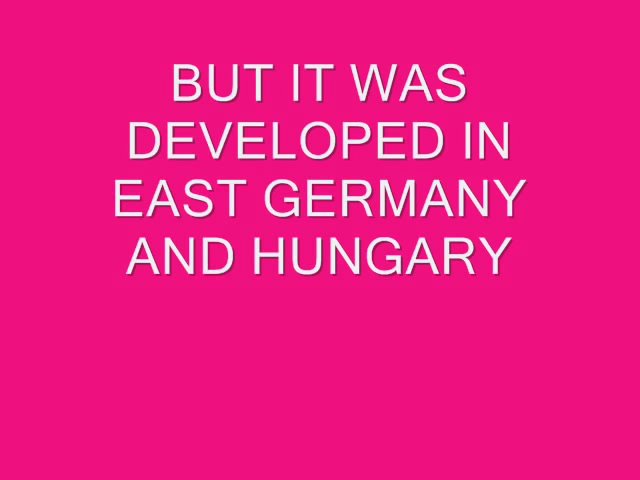 BUT IT WAS
DEVELOPED IN
EAST GERMANY
AND HUNGARY